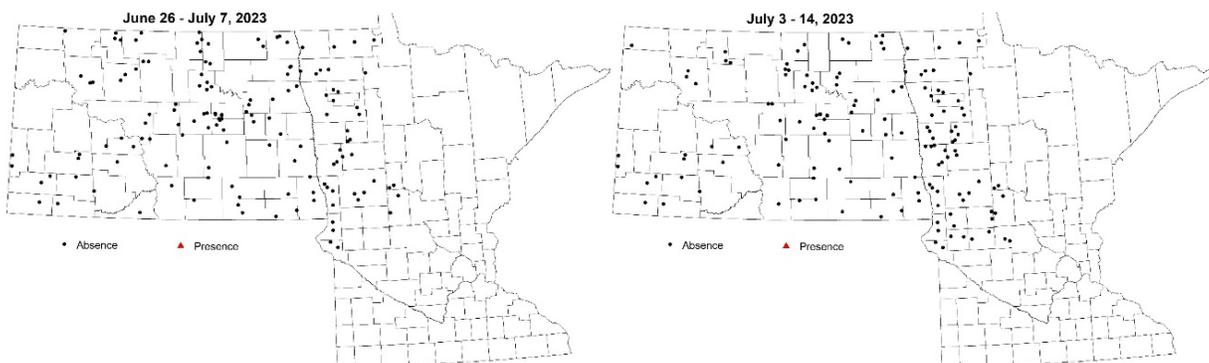 June 26 - July 7, 2023
Absence Presence
July 3 - 14, 2023
Absence Presence